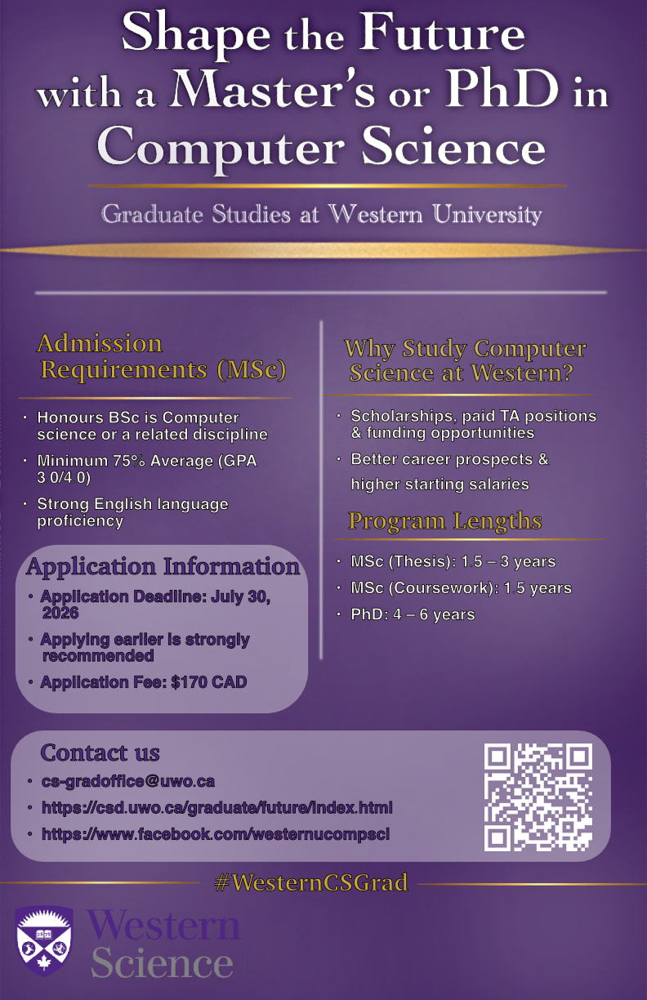 Shape the Future
with a Master's or PhD in
Computer Science
Graduate Studies at Western University
Admission
Requirements (MSc)
· Honours BSc is Computer
science or a related discipline
· Minimum 75% Average (GPA
3 0/4 0)
· Strong English language
proficiency
Application Information
• Application Deadline: July 30,
2026
• Applying earlier is strongly
recommended
• Application Fee: $170 CAD
Why Study Computer
Science at Western?
· Scholarships, paid TA positions
& funding opportunities
· Better career prospects &
higher starting salaries
Program Lengths
· MSc (Thesis): 1.5 – 3 years
· MSc (Coursework): 1.5 years
· PhD: 4 – 6 years
Contact us
• cs-gradoffice@uwo.ca
• https://csd.uwo.ca/graduate/future/index.html
• https://www.facebook.com/westernucompsci
#WesternCSGrad
18 78
Western
Science